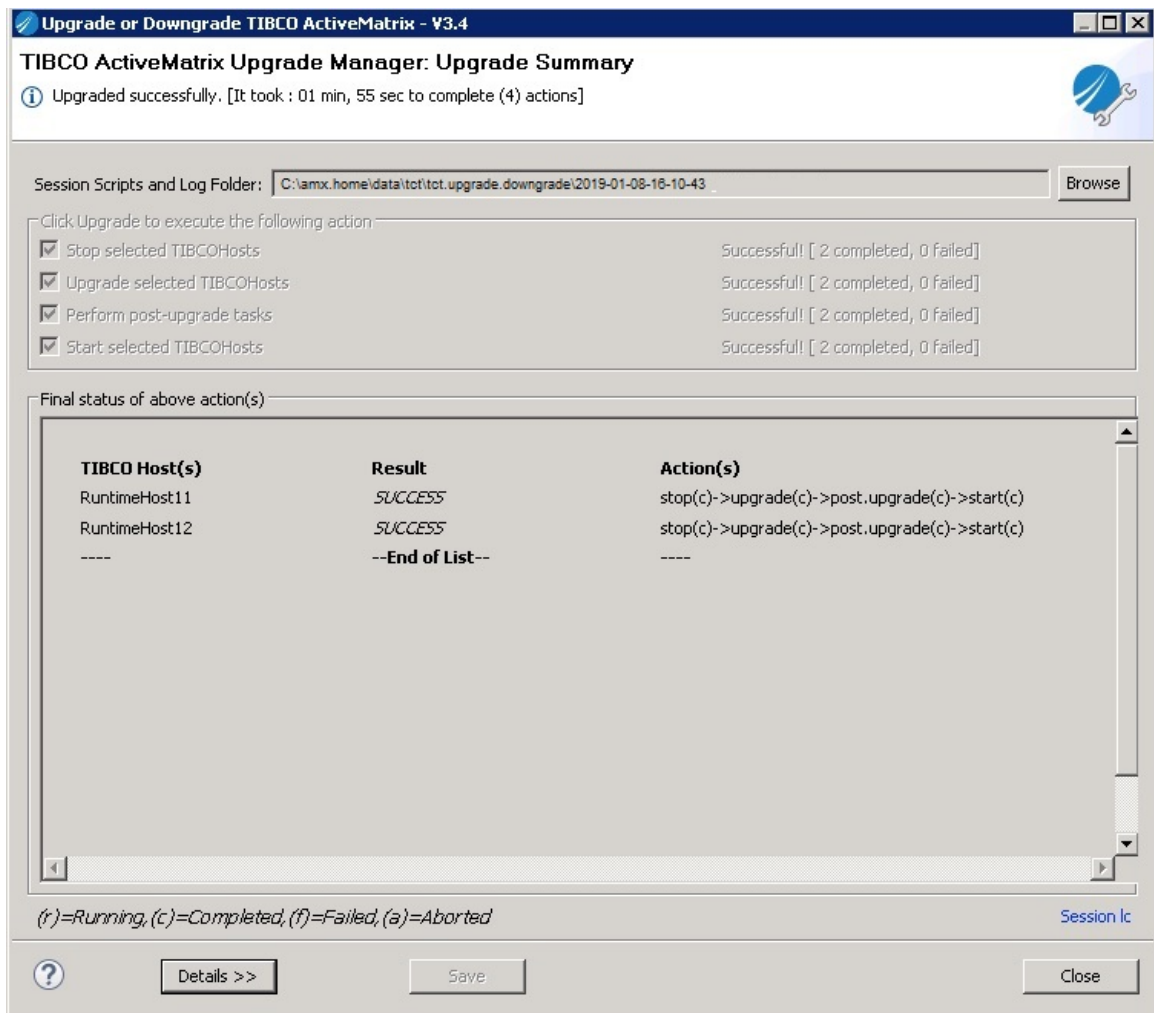 Upgrade or Downgrade TIBCO ActiveMatrix - V3.4
TIBCO ActiveMatrix Upgrade Manager: Upgrade Summary
Upgraded successfully. [It took : 01 min, 55 sec to complete (4) actions]
Session Scripts and Log Folder: C:\amx.home\data\tct\tct.upgrade.downgrade\2019-01-08-16-10-43 Browse
Click Upgrade to execute the following action
Stop selected TIBCOHosts Successful! [ 2 completed, 0 failed]
Upgrade selected TIBCOHosts Successful! [ 2 completed, 0 failed]
Perform post-upgrade tasks Successful! [ 2 completed, 0 failed]
Start selected TIBCOHosts Successful! [ 2 completed, 0 failed]
Final status of above action(s)
TIBCO Host(s) Result Action(s)
RuntimeHost11 SUCCESS stop(c)->upgrade(c)->post.upgrade(c)->start(c)
RuntimeHost12 SUCCESS stop(c)->upgrade(c)->post.upgrade(c)->start(c)
---- --End of List-- ----
(r)=Running,(c)=Completed,(f)=Failed,(a)=Aborted Session lc
? Details >> Save Close